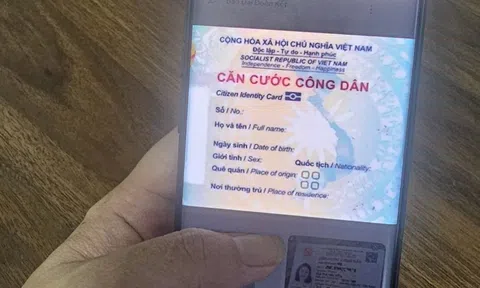 CỘNG HÒA XÃ HỘI CHỦ NGHĨA VIỆT NAM
Độc lập - Tự do - Hạnh phúc
SOCIALIST REPUBLIC OF VIET NAM
Independence - Freedom - Happiness
CĂN CƯỚC CÔNG DÂN
Citizen Identity Card
Số / No.:
Họ và tên / Full name:
Ngày sinh / Date of birth:
Giới tính / Sex: Quốc tịch / Nationality:
Quê quán / Place of origin:
Nơi thường trú / Place of residence: